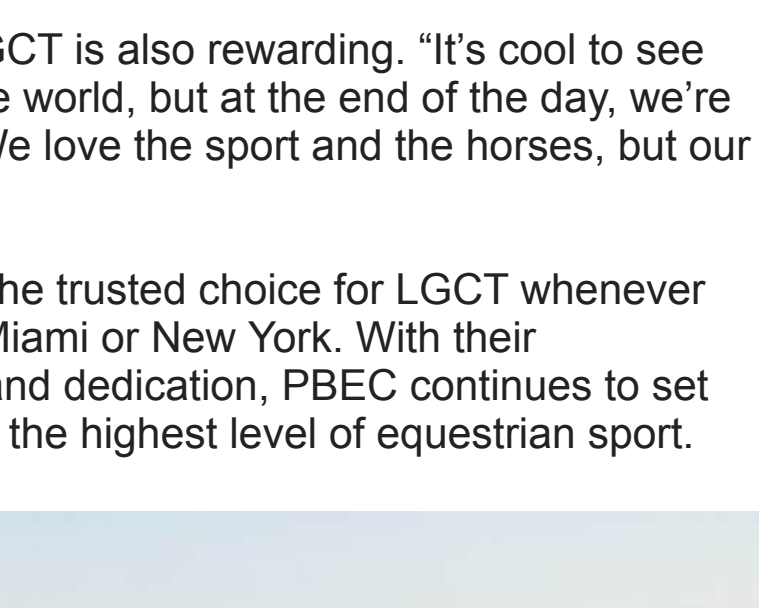 GCT is also rewarding. “It’s cool to see
e world, but at the end of the day, we’re
We love the sport and the horses, but our
the trusted choice for LGCT whenever
Miami or New York. With their
and dedication, PBEC continues to set
the highest level of equestrian sport.